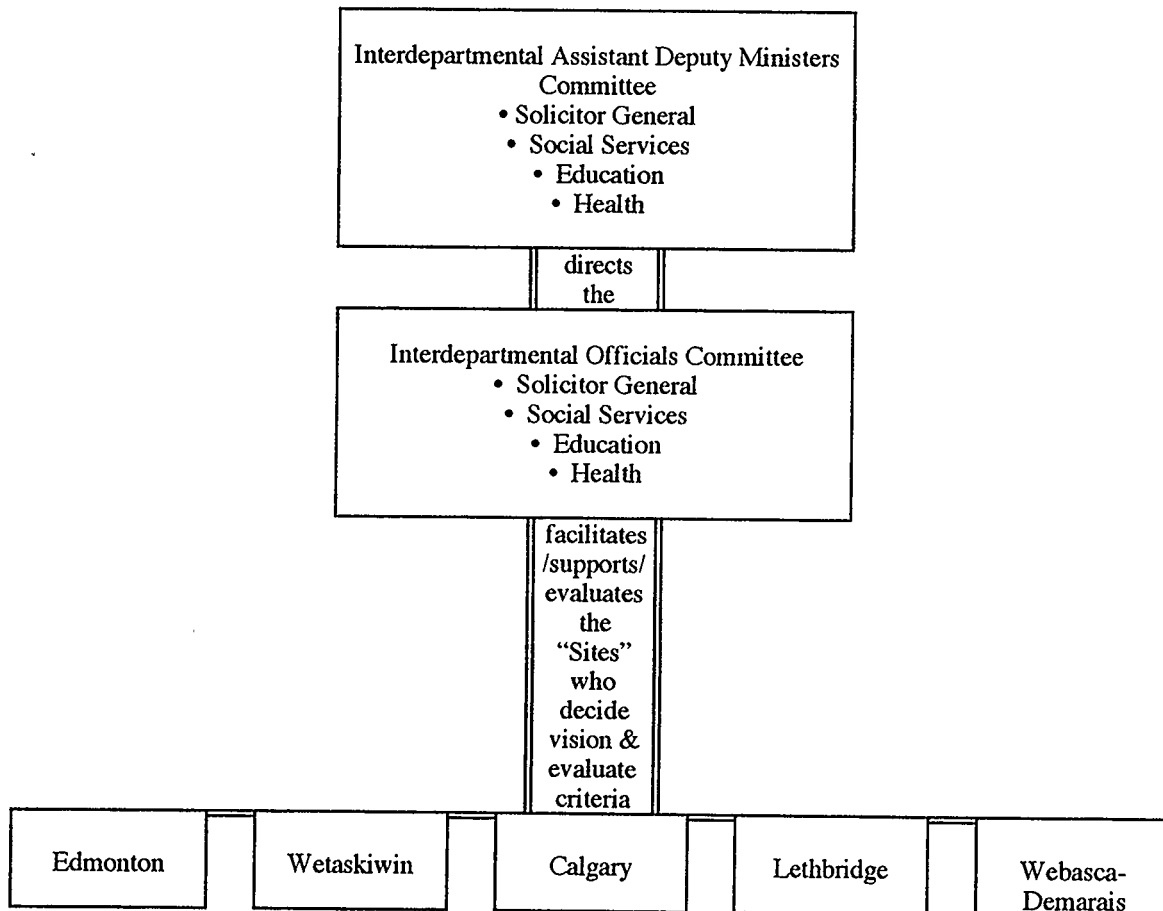 Interdepartmental Assistant Deputy Ministers
Committee
• Solicitor General
• Social Services
• Education
• Health
directs
the
Interdepartmental Officials Committee
• Solicitor General
• Social Services
• Education
• Health
facilitates
/supports/
evaluates
the
“Sites”
who
decide
vision &
evaluate
criteria
Edmonton
Wetaskiwin
Calgary
Lethbridge
Webasca-
Demarais